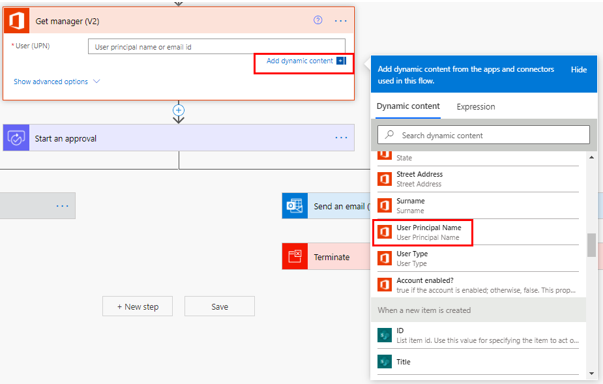 Get manager (V2)
* User (UPN)
User principal name or email id
Add dynamic content
Show advanced options
Start an approval
Send an email (
Terminate
+ New step
Save
Add dynamic content from the apps and connectors
used in this flow.
Hide
Dynamic content
Expression
Search dynamic content
State
Street Address
Street Address
Surname
Surname
User Principal Name
User Principal Name
User Type
User Type
Account enabled?
true if the account is enabled; otherwise, false. This prop...
When a new item is created
ID
List item id. Use this value for specifying the item to act o...
Title